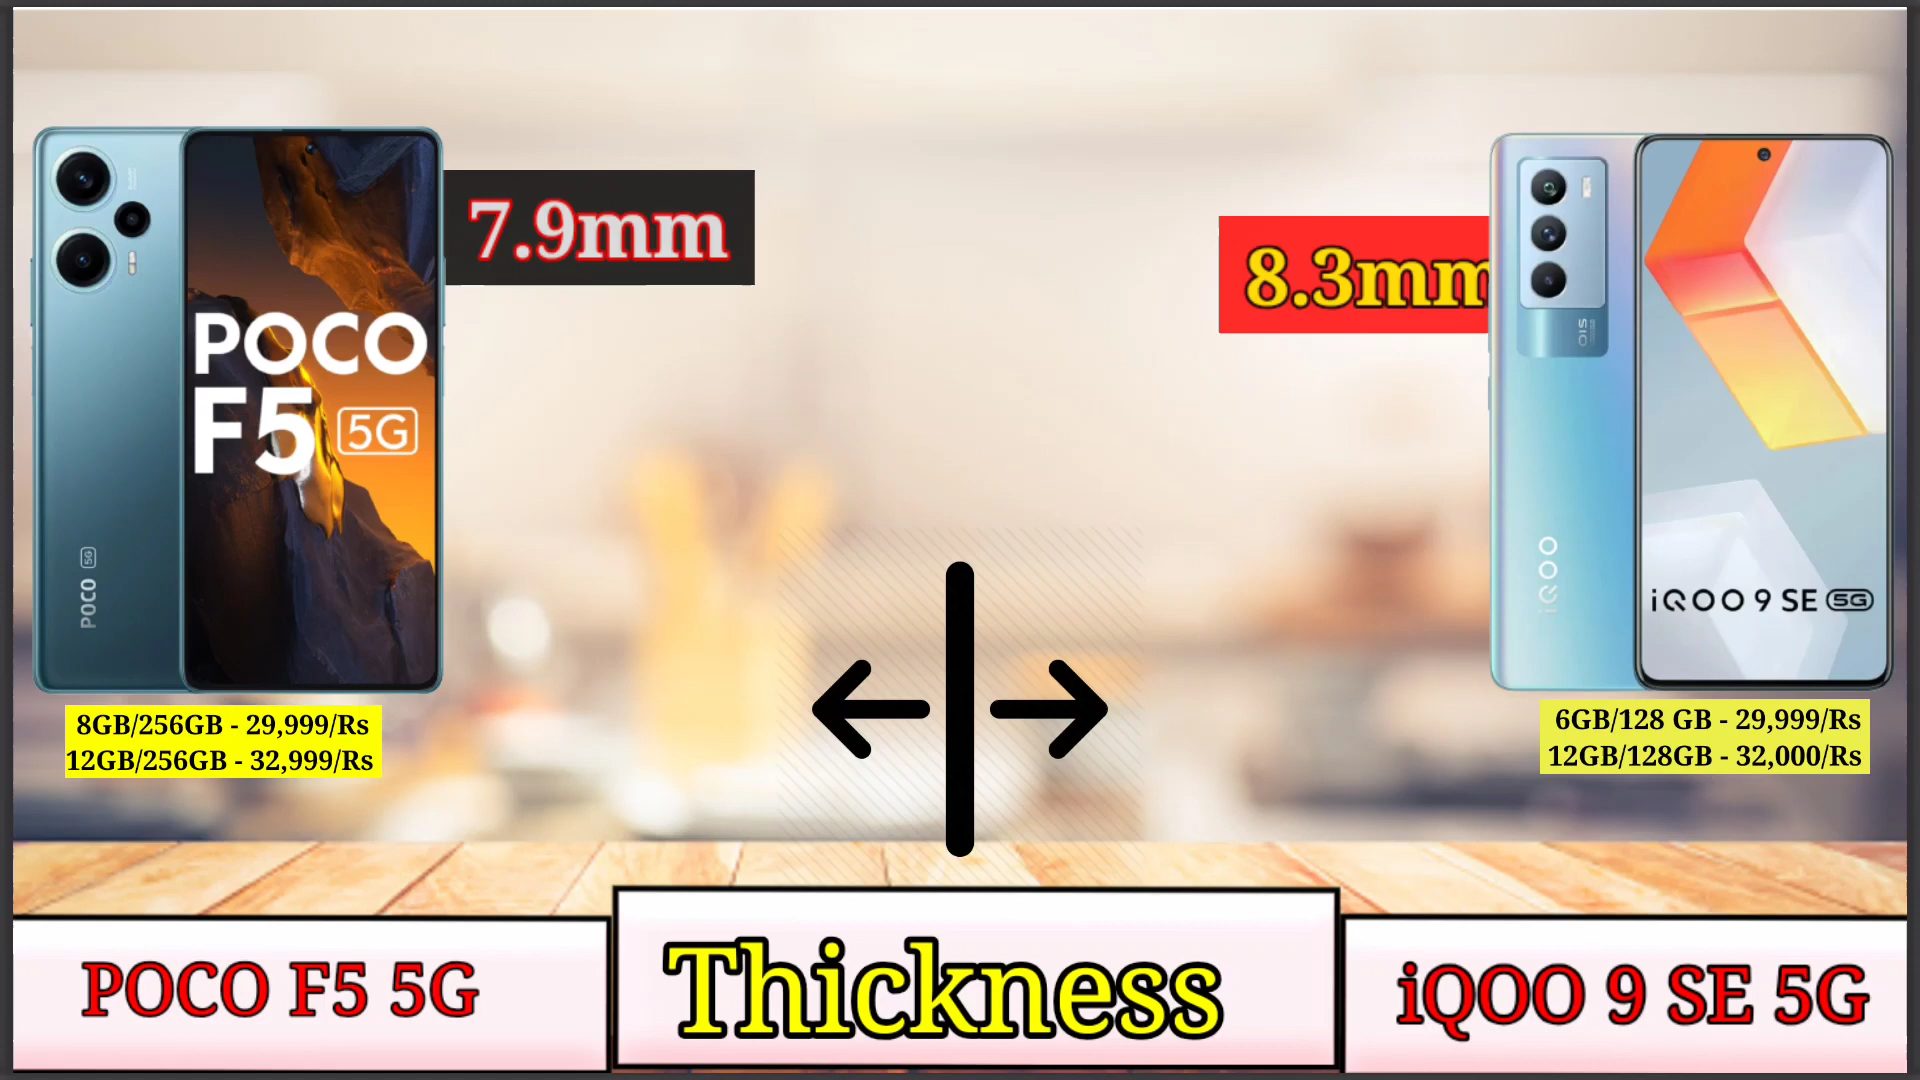 7.9mm
8.3mm
POCO
F5 5G
POCO 5G
OIS
iQOO
iQOO 9 SE 5G
8GB/256GB - 29,999/Rs
12GB/256GB - 32,999/Rs
6GB/128 GB - 29,999/Rs
12GB/128GB - 32,000/Rs
POCO F5 5G
Thickness
iQOO 9 SE 5G